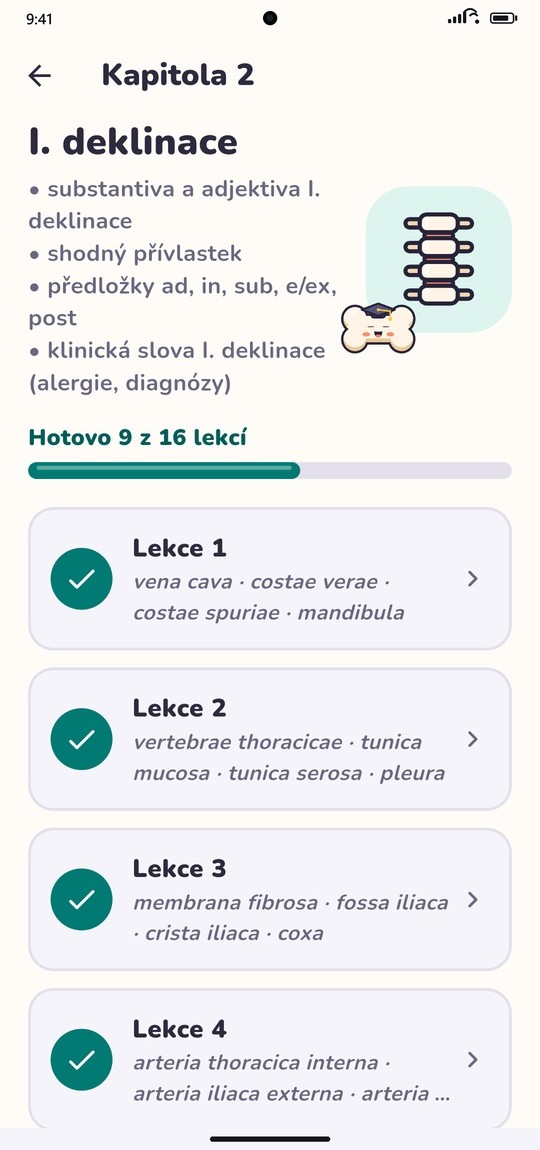 9:41
Kapitola 2
I. deklinace
• substantiva a adjektiva I.
deklinace
• shodný přívlastek
• předložky ad, in, sub, e/ex,
post
• klinická slova I. deklinace
(alergie, diagnózy)
Hotovo 9 z 16 lekcí
Lekce 1
vena cava · costae verae ·
costae spuriae · mandibula
Lekce 2
vertebrae thoracicae · tunica
mucosa · tunica serosa · pleura
Lekce 3
membrana fibrosa · fossa iliaca
· crista iliaca · coxa
Lekce 4
arteria thoracica interna ·
arteria iliaca externa · arteria ...